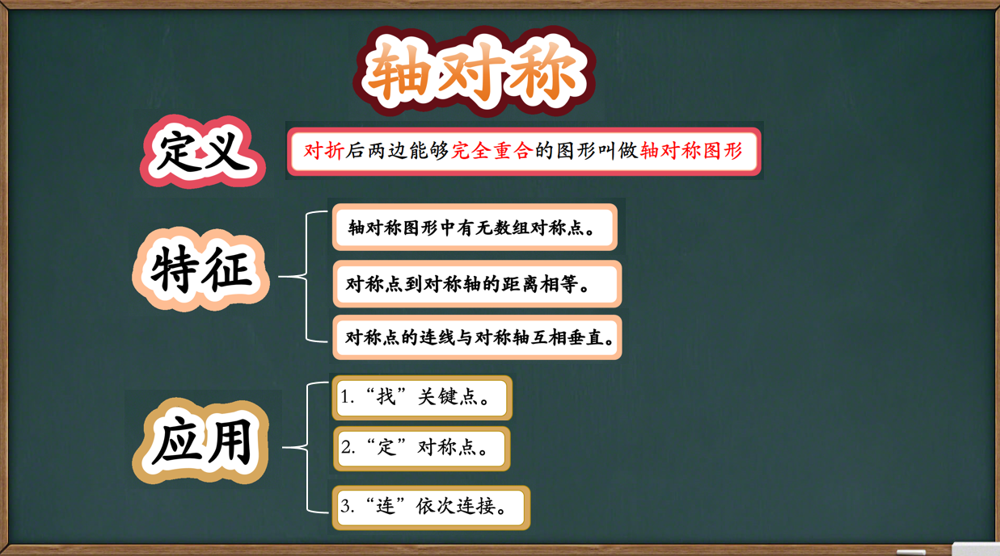 轴对称
定义
对折后两边能够完全重合的图形叫做轴对称图形
特征
轴对称图形中有无数组对称点。
对称点到对称轴的距离相等。
对称点的连线与对称轴互相垂直。
应用
1.“找”关键点。
2.“定”对称点。
3.“连”依次连接。